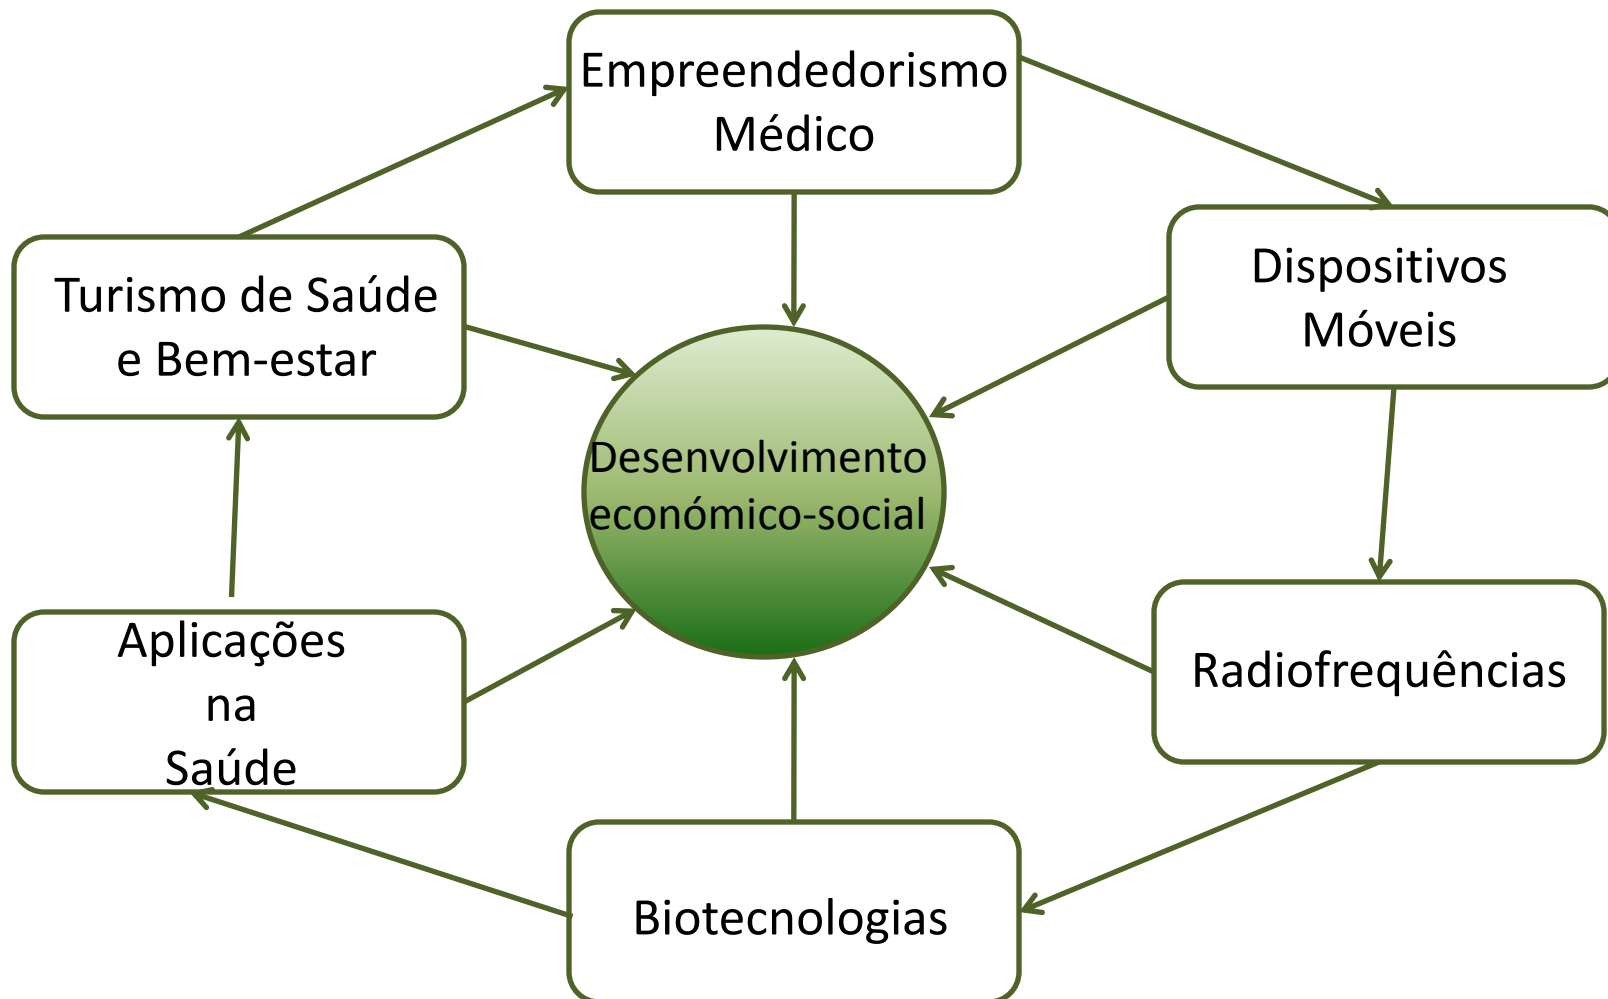 Empreendedorismo
Médico
Turismo de Saúde
e Bem-estar
Dispositivos
Móveis
Desenvolvimento
económico-social
Aplicações
na
Saúde
Radiofrequências
Biotecnologias